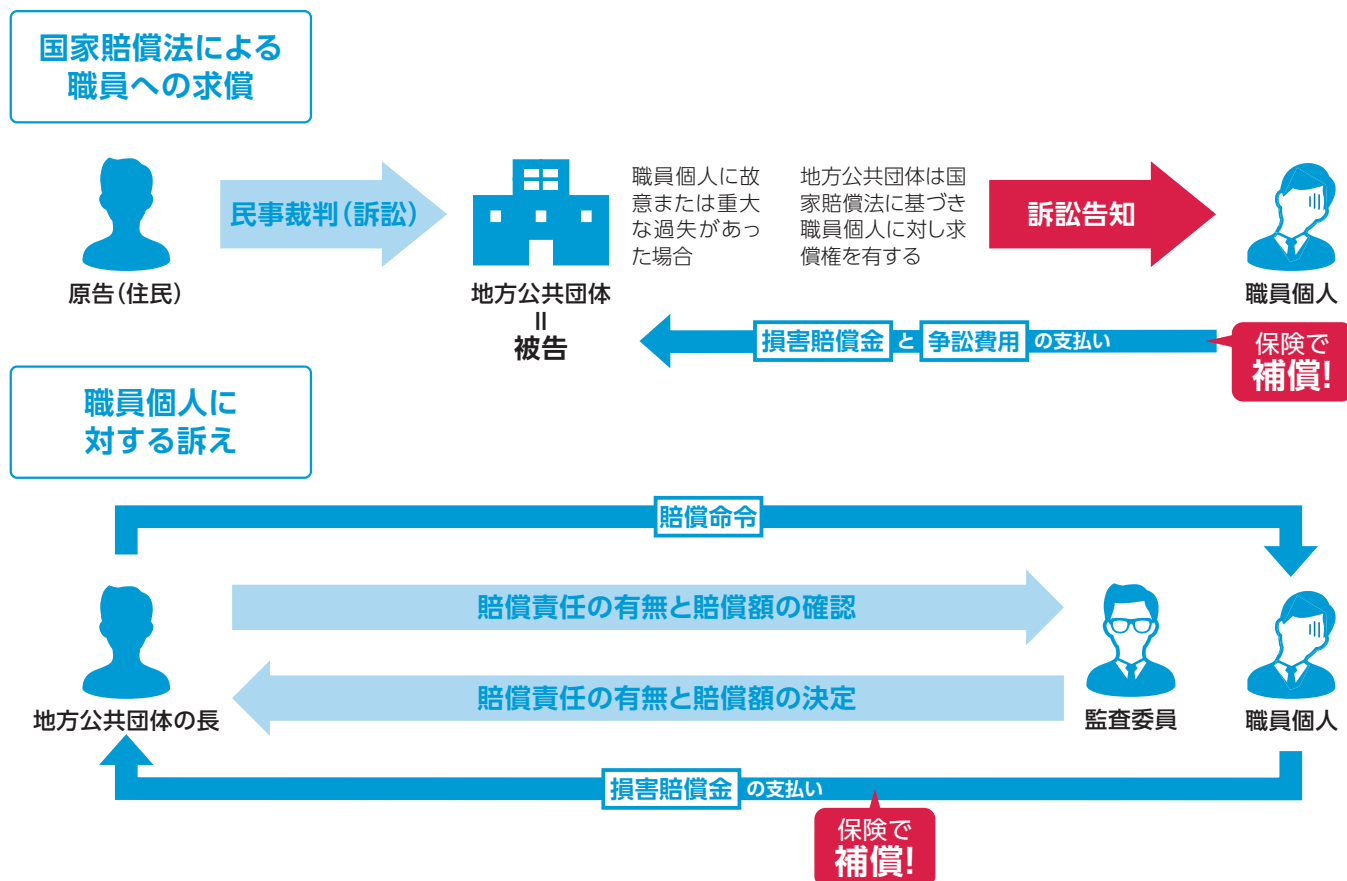 国家賠償法による
職員への求償
民事裁判(訴訟)
職員個人に故
意または重大
な過失があっ
た場合
地方公共団体は国
家賠償法に基づき
職員個人に対し求
償権を有する
訴訟告知
原告(住民)
地方公共団体
=
被告
職員個人
損害賠償金 と 争訟費用 の支払い
保険で
補償!
職員個人に
対する訴え
賠償命令
賠償責任の有無と賠償額の確認
賠償責任の有無と賠償額の決定
地方公共団体の長
監査委員
職員個人
損害賠償金 の支払い
保険で
補償!